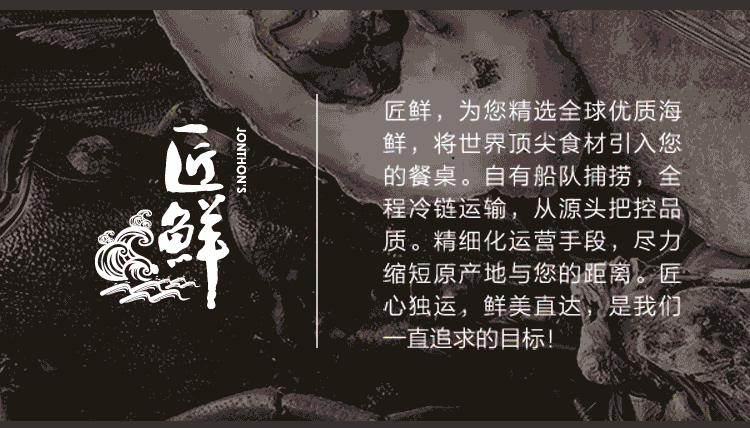 匠鲜
JONTHON'S
匠鲜，为您精选全球优质海
鲜，将世界顶尖食材引入您
的餐桌。自有船队捕捞，全
程冷链运输，从源头把控品
质。精细化运营手段，尽力
缩短原产地与您的距离。匠
心独运，鲜美直达，是我们
一直追求的目标！